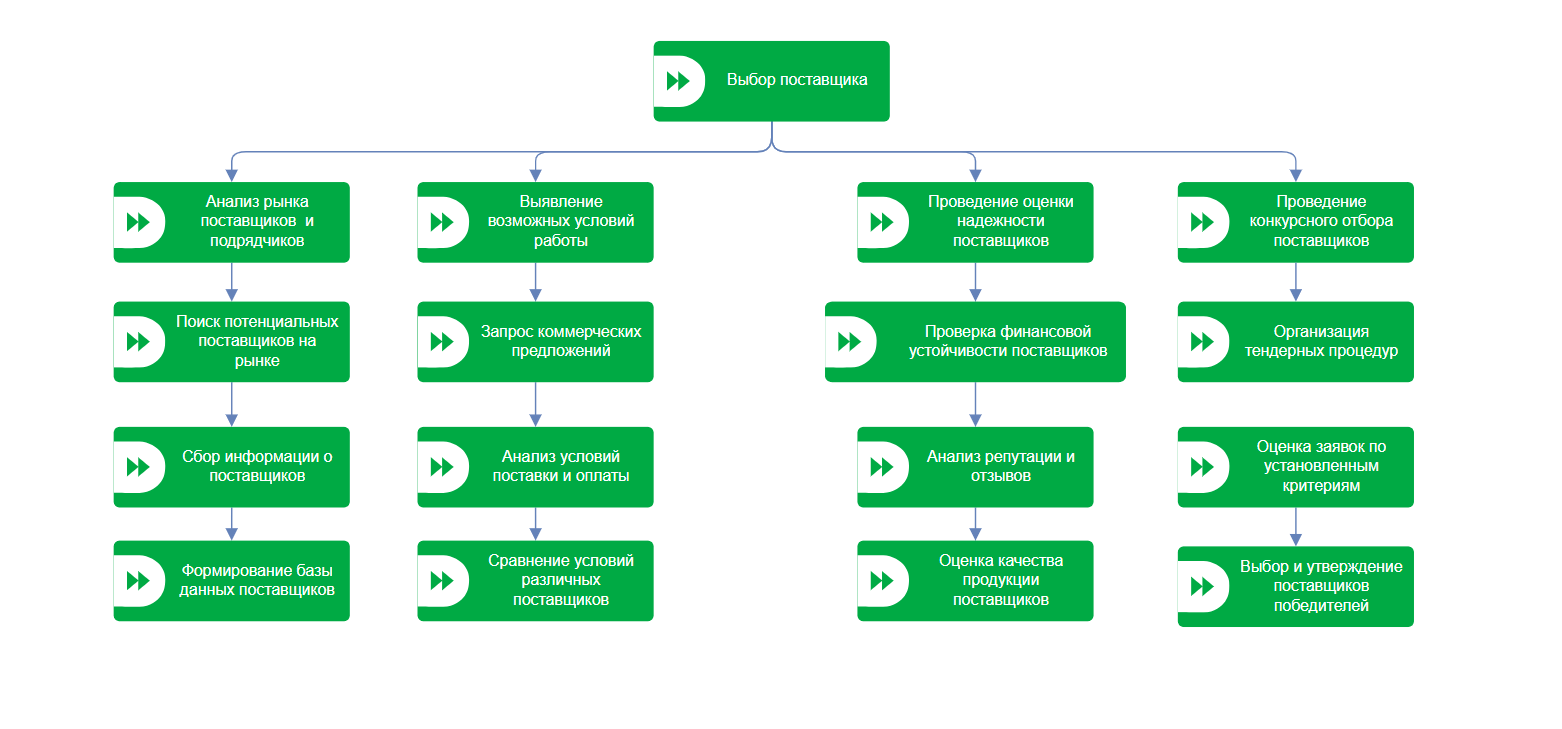 Выбор поставщика
Анализ рынка
поставщиков  и
подрядчиков
Выявление
возможных условий
работы
Проведение оценки
надежности
поставщиков
Проведение
конкурсного отбора
поставщиков
Поиск потенциальных
поставщиков на
рынке
Запрос коммерческих
предложений
Проверка финансовой
устойчивости поставщиков
Организация
тендерных процедур
Сбор информации о
поставщиков
Анализ условий
поставки и оплаты
Анализ репутации и
отзывов
Оценка заявок по
установленным
критериям
Формирование базы
данных поставщиков
Сравнение условий
различных
поставщиков
Оценка качества
продукции
поставщиков
Выбор и утверждение
поставщиков
победителей